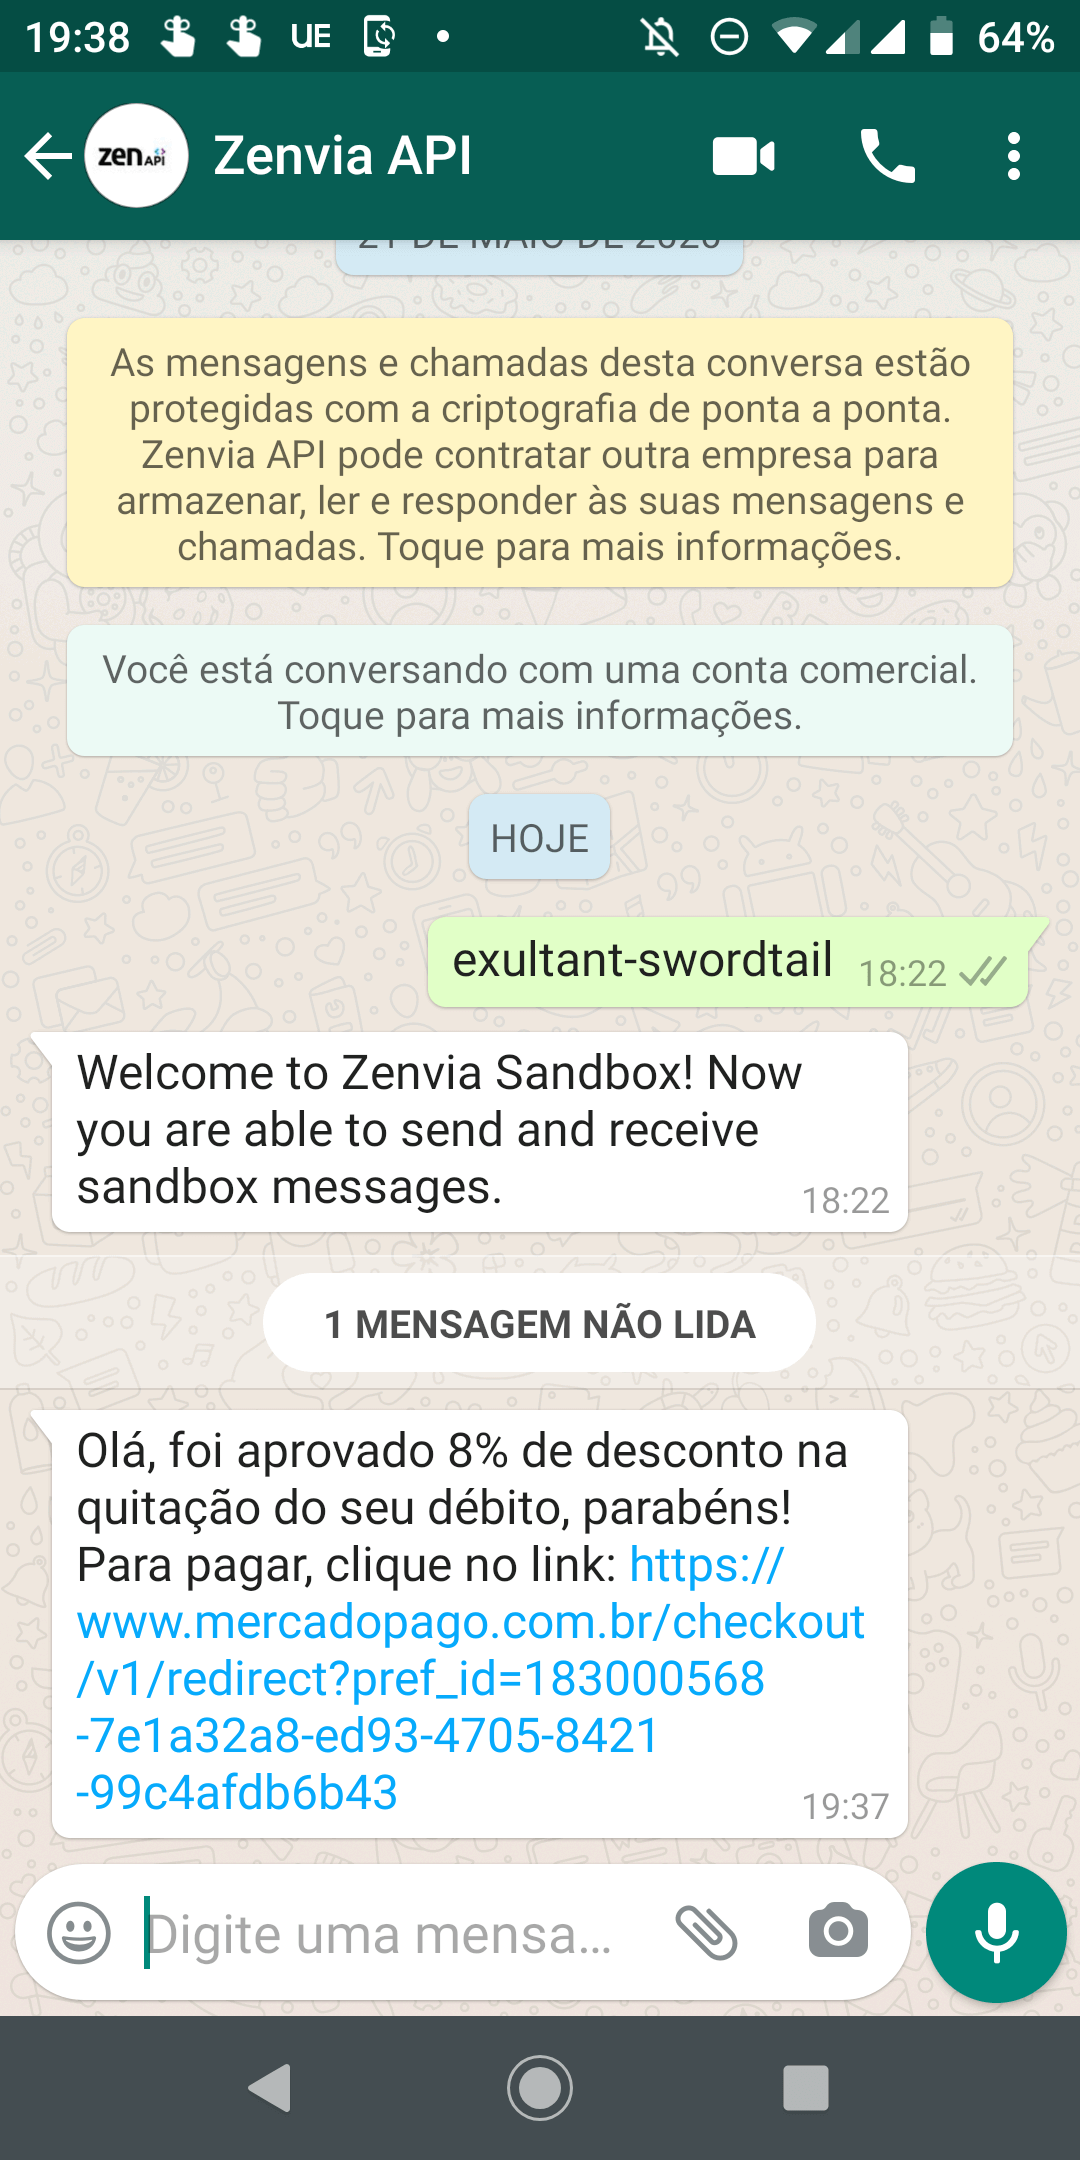 19:38 UE 64%
zen API Zenvia API
21 DE MAIO DE 2020
As mensagens e chamadas desta conversa estão
protegidas com a criptografia de ponta a ponta.
Zenvia API pode contratar outra empresa para
armazenar, ler e responder às suas mensagens e
chamadas. Toque para mais informações.
Você está conversando com uma conta comercial.
Toque para mais informações.
HOJE
exultant-swordtail 18:22
Welcome to Zenvia Sandbox! Now
you are able to send and receive
sandbox messages. 18:22
1 MENSAGEM NÃO LIDA
Olá, foi aprovado 8% de desconto na
quitação do seu débito, parabéns!
Para pagar, clique no link: https://
www.mercadopago.com.br/checkout
/v1/redirect?pref_id=183000568
-7e1a32a8-ed93-4705-8421
-99c4afdb6b43 19:37
Digite uma mensa...